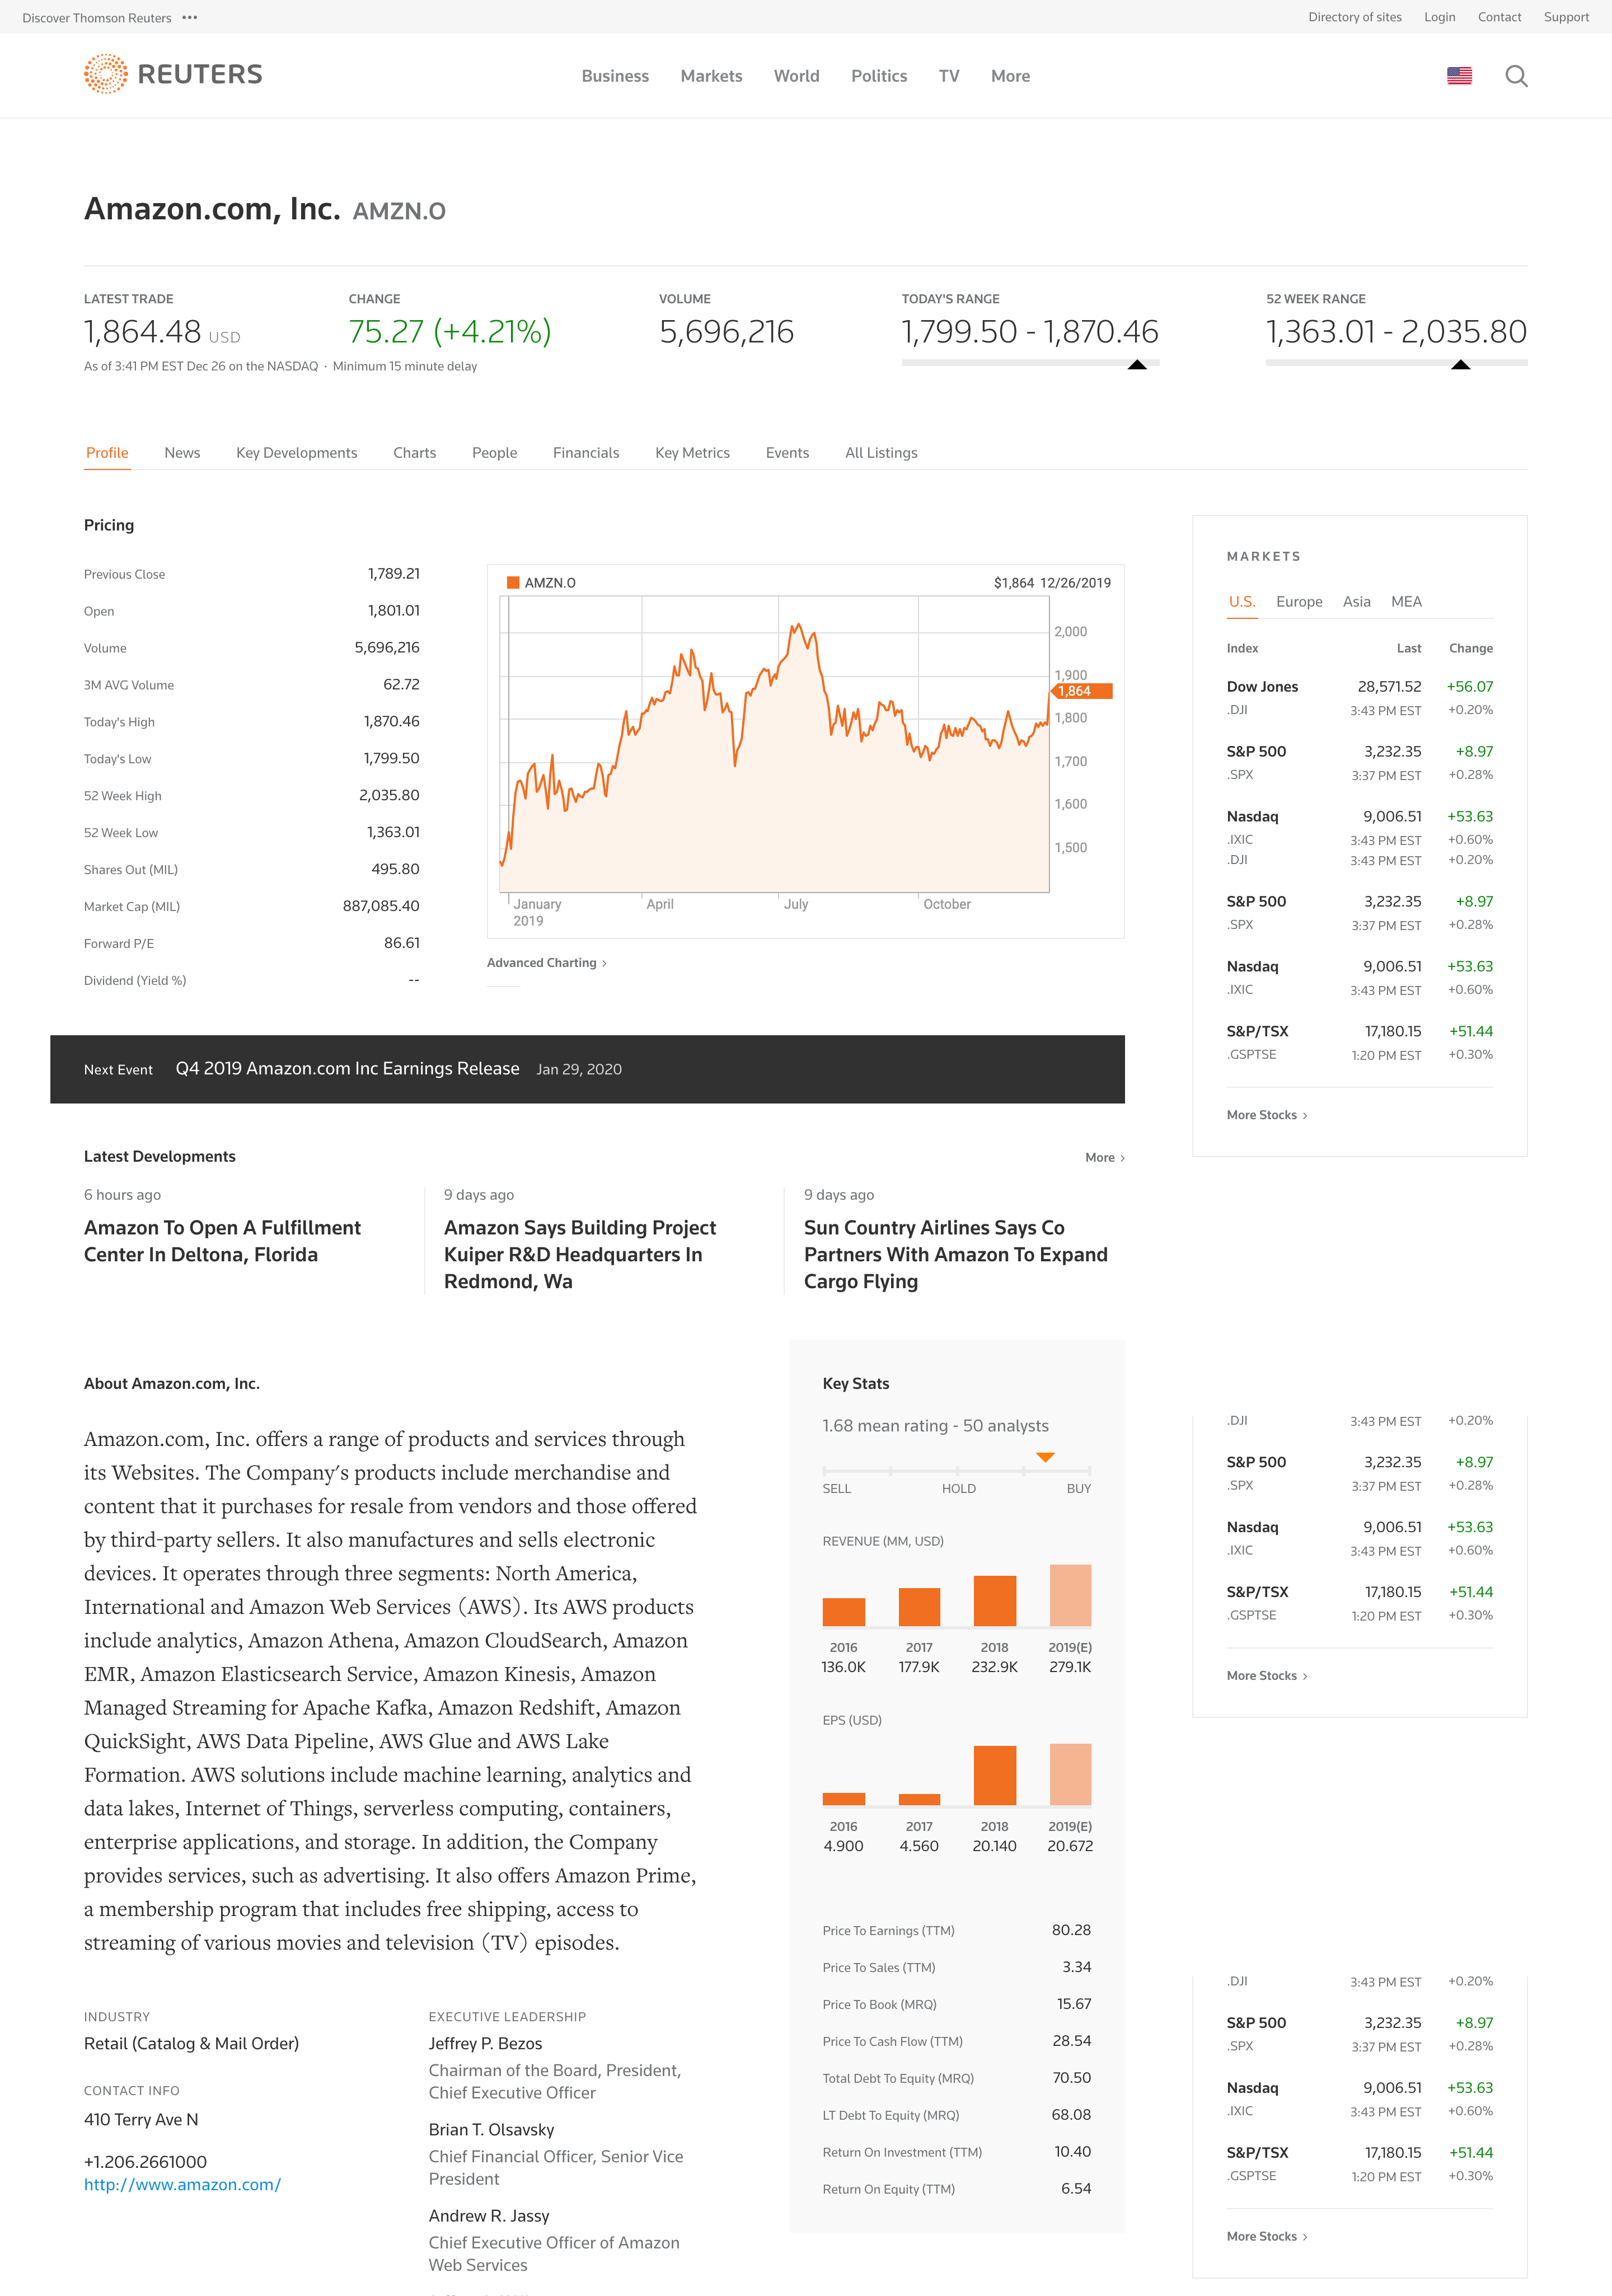 Discover Thomson Reuters •••
Directory of sites Login Contact Support
REUTERS
Business Markets World Politics TV More
Amazon.com, Inc. AMZN.O
LATEST TRADE
1,864.48 USD
As of 3:41 PM EST Dec 26 on the NASDAQ · Minimum 15 minute delay
CHANGE
75.27 (+4.21%)
VOLUME
5,696,216
TODAY'S RANGE
1,799.50 - 1,870.46
52 WEEK RANGE
1,363.01 - 2,035.80
Profile News Key Developments Charts People Financials Key Metrics Events All Listings
Pricing
Previous Close 1,789.21
Open 1,801.01
Volume 5,696,216
3M AVG Volume 62.72
Today's High 1,870.46
Today's Low 1,799.50
52 Week High 2,035.80
52 Week Low 1,363.01
Shares Out (MIL) 495.80
Market Cap (MIL) 887,085.40
Forward P/E 86.61
Dividend (Yield %) --
AMZN.O $1,864 12/26/2019
2,000
1,900
1,864
1,800
1,700
1,600
1,500
January April July October
2019
Advanced Charting ›
MARKETS
U.S. Europe Asia MEA
Index Last Change
Dow Jones 28,571.52 +56.07
.DJI 3:43 PM EST +0.20%
S&P 500 3,232.35 +8.97
.SPX 3:37 PM EST +0.28%
Nasdaq 9,006.51 +53.63
.IXIC 3:43 PM EST +0.60%
.DJI 3:43 PM EST +0.20%
S&P 500 3,232.35 +8.97
.SPX 3:37 PM EST +0.28%
Nasdaq 9,006.51 +53.63
.IXIC 3:43 PM EST +0.60%
S&P/TSX 17,180.15 +51.44
.GSPTSE 1:20 PM EST +0.30%
More Stocks ›
Next Event Q4 2019 Amazon.com Inc Earnings Release Jan 29, 2020
Latest Developments More ›
6 hours ago
Amazon To Open A Fulfillment
Center In Deltona, Florida
9 days ago
Amazon Says Building Project
Kuiper R&D Headquarters In
Redmond, Wa
9 days ago
Sun Country Airlines Says Co
Partners With Amazon To Expand
Cargo Flying
About Amazon.com, Inc.
Amazon.com, Inc. offers a range of products and services through
its Websites. The Company's products include merchandise and
content that it purchases for resale from vendors and those offered
by third-party sellers. It also manufactures and sells electronic
devices. It operates through three segments: North America,
International and Amazon Web Services (AWS). Its AWS products
include analytics, Amazon Athena, Amazon CloudSearch, Amazon
EMR, Amazon Elasticsearch Service, Amazon Kinesis, Amazon
Managed Streaming for Apache Kafka, Amazon Redshift, Amazon
QuickSight, AWS Data Pipeline, AWS Glue and AWS Lake
Formation. AWS solutions include machine learning, analytics and
data lakes, Internet of Things, serverless computing, containers,
enterprise applications, and storage. In addition, the Company
provides services, such as advertising. It also offers Amazon Prime,
a membership program that includes free shipping, access to
streaming of various movies and television (TV) episodes.
INDUSTRY
Retail (Catalog & Mail Order)
CONTACT INFO
410 Terry Ave N
+1.206.2661000
http://www.amazon.com/
EXECUTIVE LEADERSHIP
Jeffrey P. Bezos
Chairman of the Board, President,
Chief Executive Officer
Brian T. Olsavsky
Chief Financial Officer, Senior Vice
President
Andrew R. Jassy
Chief Executive Officer of Amazon
Web Services
Key Stats
1.68 mean rating - 50 analysts
SELL HOLD BUY
REVENUE (MM, USD)
2016 2017 2018 2019(E)
136.0K 177.9K 232.9K 279.1K
EPS (USD)
2016 2017 2018 2019(E)
4.900 4.560 20.140 20.672
Price To Earnings (TTM) 80.28
Price To Sales (TTM) 3.34
Price To Book (MRQ) 15.67
Price To Cash Flow (TTM) 28.54
Total Debt To Equity (MRQ) 70.50
LT Debt To Equity (MRQ) 68.08
Return On Investment (TTM) 10.40
Return On Equity (TTM) 6.54
.DJI 3:43 PM EST +0.20%
S&P 500 3,232.35 +8.97
.SPX 3:37 PM EST +0.28%
Nasdaq 9,006.51 +53.63
.IXIC 3:43 PM EST +0.60%
S&P/TSX 17,180.15 +51.44
.GSPTSE 1:20 PM EST +0.30%
More Stocks ›
.DJI 3:43 PM EST +0.20%
S&P 500 3,232.35 +8.97
.SPX 3:37 PM EST +0.28%
Nasdaq 9,006.51 +53.63
.IXIC 3:43 PM EST +0.60%
S&P/TSX 17,180.15 +51.44
.GSPTSE 1:20 PM EST +0.30%
More Stocks ›